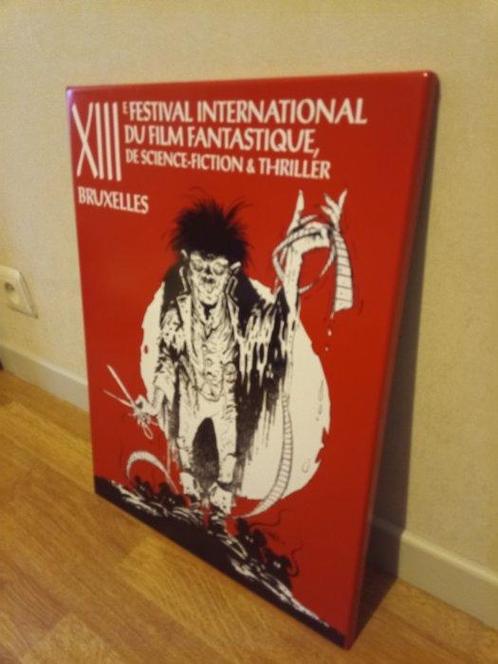 XIII
E FESTIVAL INTERNATIONAL
DU FILM FANTASTIQUE,
DE SCIENCE-FICTION & THRILLER
BRUXELLES